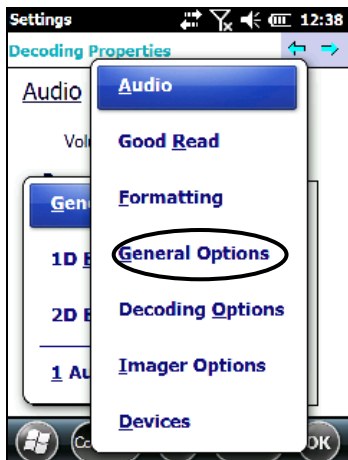 Settings 12:38
Decoding Properties
Audio
Audio
Good Read
Formatting
General Options
Decoding Options
Imager Options
Devices
1D
2D
1
OK